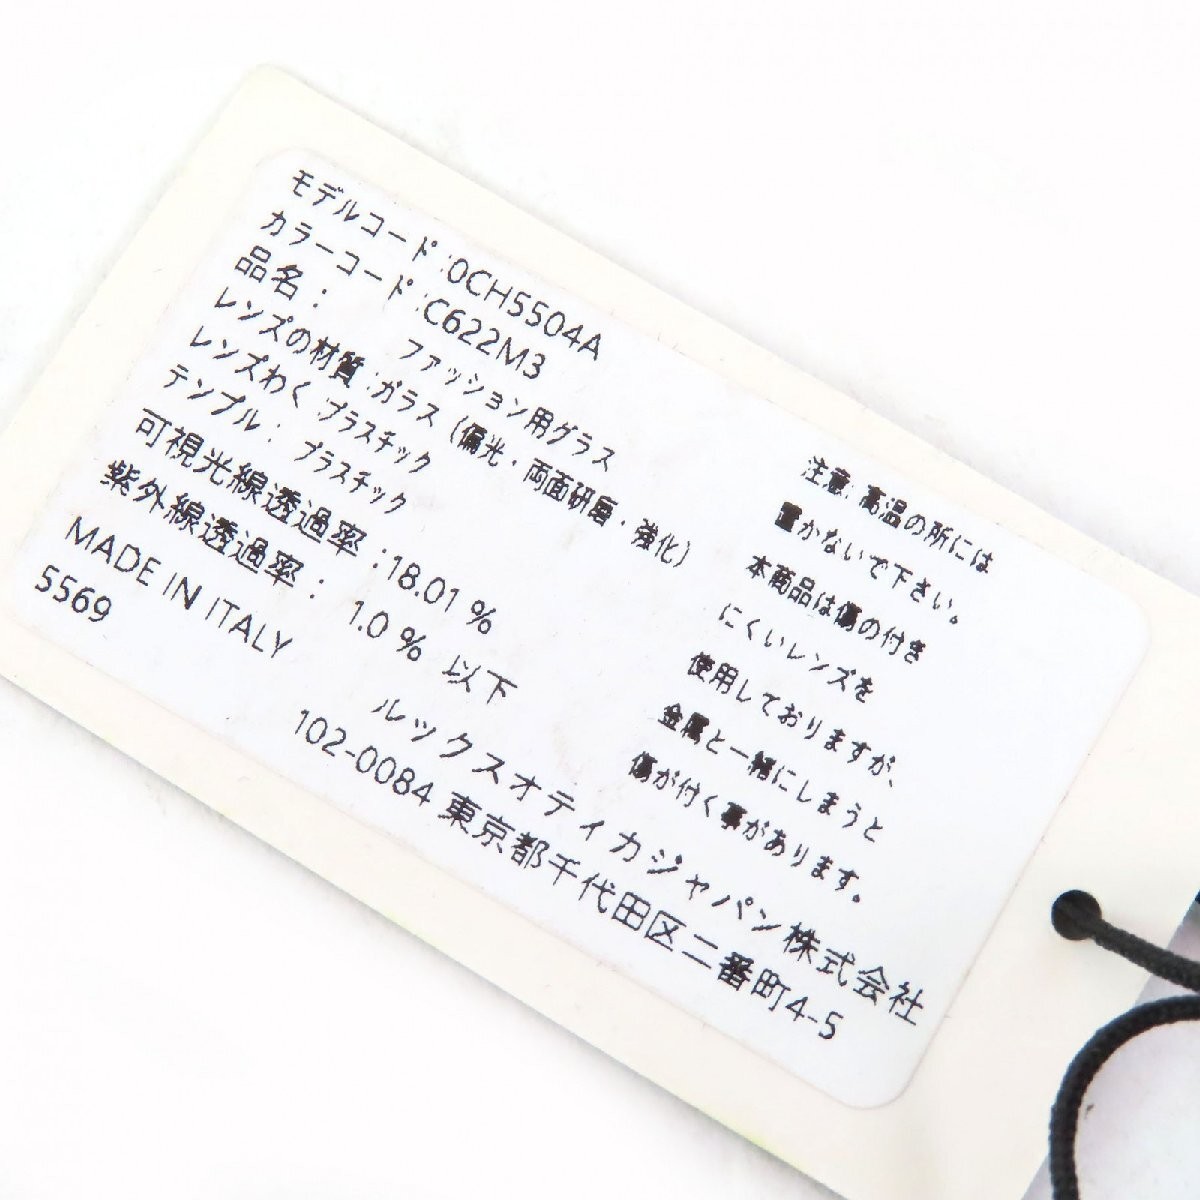 モデルコード:0CH5504A
カラーコード:C622M3
品名： ファッション用グラス
レンズの材質:ガラス（偏光・両面研磨・強化）
レンズわく:プラスチック
テンプル： プラスチック
可視光線透過率:18.01 %
紫外線透過率： 1.0 % 以下
MADE IN ITALY
5569
注意:高温の所には
置かないで下さい。
本商品は傷の付き
にくいレンズを
使用しておりますが、
金属と一緒にしまうと
傷が付く事があります。
ルックスオティカジャパン株式会社
102-0084 東京都千代田区二番町4-5